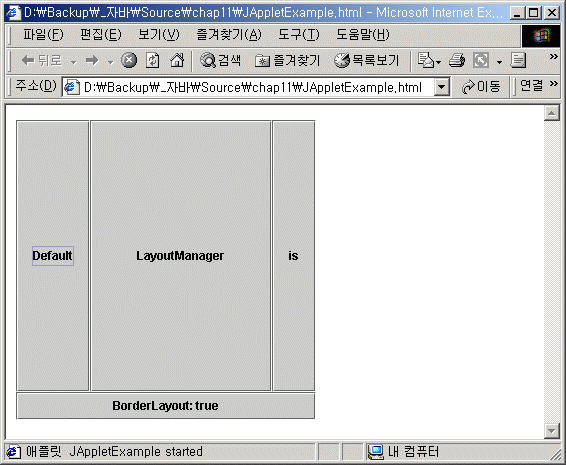 D:₩Backup₩_자바₩Source₩chap11₩JAppletExample.html - Microsoft Internet Ex...
파일(F) 편집(E) 보기(V) 즐겨찾기(A) 도구(T) 도움말(H)
뒤로 검색 즐겨찾기 목록보기 »
주소(D) D:₩Backup₩_자바₩Source₩chap11₩JAppletExample.html 이동 연결 »
Default LayoutManager is
BorderLayout: true
애플릿 JAppletExample started 내 컴퓨터